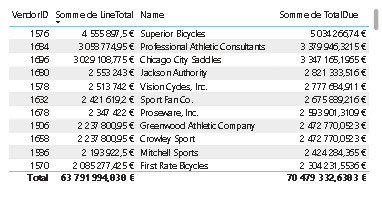 VendorID Somme de LineTotal Name Somme de TotalDue
1576 4 555 897,5 € Superior Bicycles 5 034 266,74 €
1684 3 053 774,95 € Professional Athletic Consultants 3 379 946,3215 €
1696 3 029 108,775 € Chicago City Saddles 3 347 165,1955 €
1630 2 553 243 € Jackson Authority 2 821 333,516 €
1578 2 513 742 € Vision Cycles, Inc. 2 777 684,911 €
1632 2 421 619,2 € Sport Fan Co. 2 675 889,216 €
1678 2 347 422 € Proseware, Inc. 2 593 901,3109 €
1506 2 237 800,95 € Greenwood Athletic Company 2 472 770,0523 €
1658 2 237 800,95 € Crowley Sport 2 472 770,0523 €
1536 2 193 922,5 € Mitchell Sports 2 424 284,355 €
1570 2 085 277,425 € First Rate Bicycles 2 304 231,5536 €
Total 63 791 994,838 € 70 479 332,6383 €